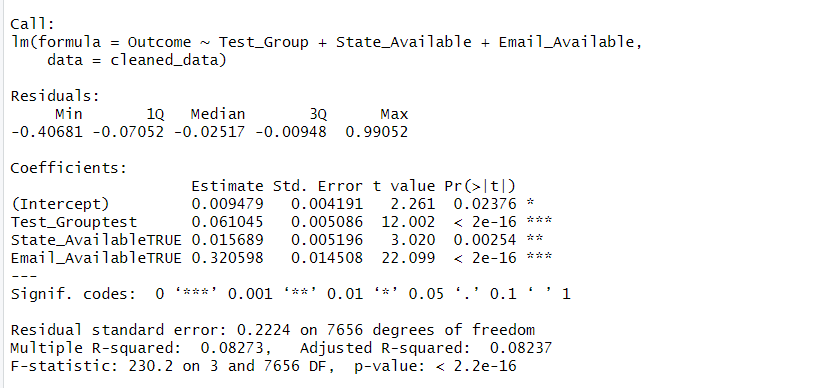 Call:
lm(formula = Outcome ~ Test_Group + State_Available + Email_Available,
    data = cleaned_data)
Residuals:
     Min       1Q   Median       3Q      Max
-0.40681 -0.07052 -0.02517 -0.00948  0.99052
Coefficients:
                     Estimate Std. Error t value Pr(>|t|)
(Intercept)          0.009479   0.004191   2.261  0.02376 *
Test_Grouptest       0.061045   0.005086  12.002  < 2e-16 ***
State_AvailableTRUE 0.015689   0.005196   3.020  0.00254 **
Email_AvailableTRUE 0.320598   0.014508  22.099  < 2e-16 ***
---
Signif. codes:  0 ‘***’ 0.001 ‘**’ 0.01 ‘*’ 0.05 ‘.’ 0.1 ‘ ’ 1
Residual standard error: 0.2224 on 7656 degrees of freedom
Multiple R-squared:  0.08273,   Adjusted R-squared:  0.08237
F-statistic: 230.2 on 3 and 7656 DF,  p-value: < 2.2e-16